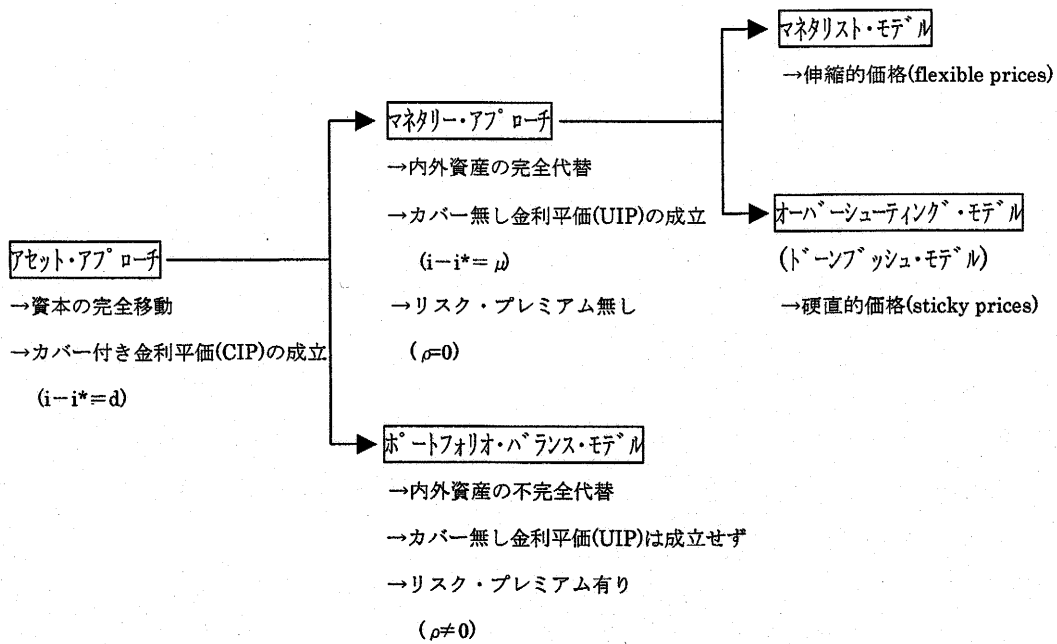 マネタリスト・モデル
→伸縮的価格(flexible prices)
マネタリー・アプローチ
→内外資産の完全代替
→カバー無し金利平価(UIP)の成立
(i－i*＝μ)
→リスク・プレミアム無し
(ρ=0)
オーバーシューティング・モデル
(ドーンブッシュ・モデル)
→硬直的価格(sticky prices)
アセット・アプローチ
→資本の完全移動
→カバー付き金利平価(CIP)の成立
(i－i*＝d)
ポートフォリオ・バランス・モデル
→内外資産の不完全代替
→カバー無し金利平価(UIP)は成立せず
→リスク・プレミアム有り
(ρ≠0)